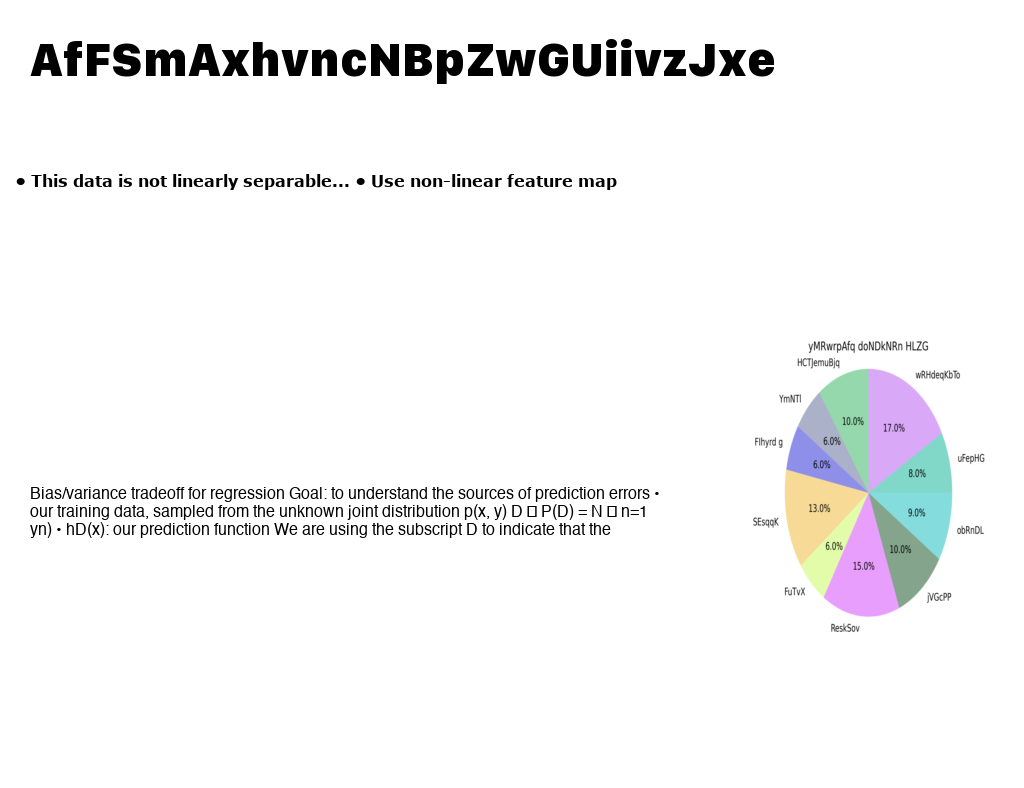 AfFSmAxhvncNBpZwGUiivzJxe
• This data is not linearly separable... • Use non-linear feature map
yMRwrpAfq doNDkNRn HLZG
HCTJemuBjq
wRHdeqKbTo
YmNTl
10.0%
17.0%
FIhyrd g
6.0%
uFepHG
6.0%
8.0%
Bias/variance tradeoff for regression Goal: to understand the sources of prediction errors •
our training data, sampled from the unknown joint distribution p(x, y) D □ P(D) = N □ n=1
yn) • hD(x): our prediction function We are using the subscript D to indicate that the
13.0%
9.0%
SEsqqK
obRnDL
6.0%
10.0%
15.0%
FuTvX
jVGcPP
ReskSov